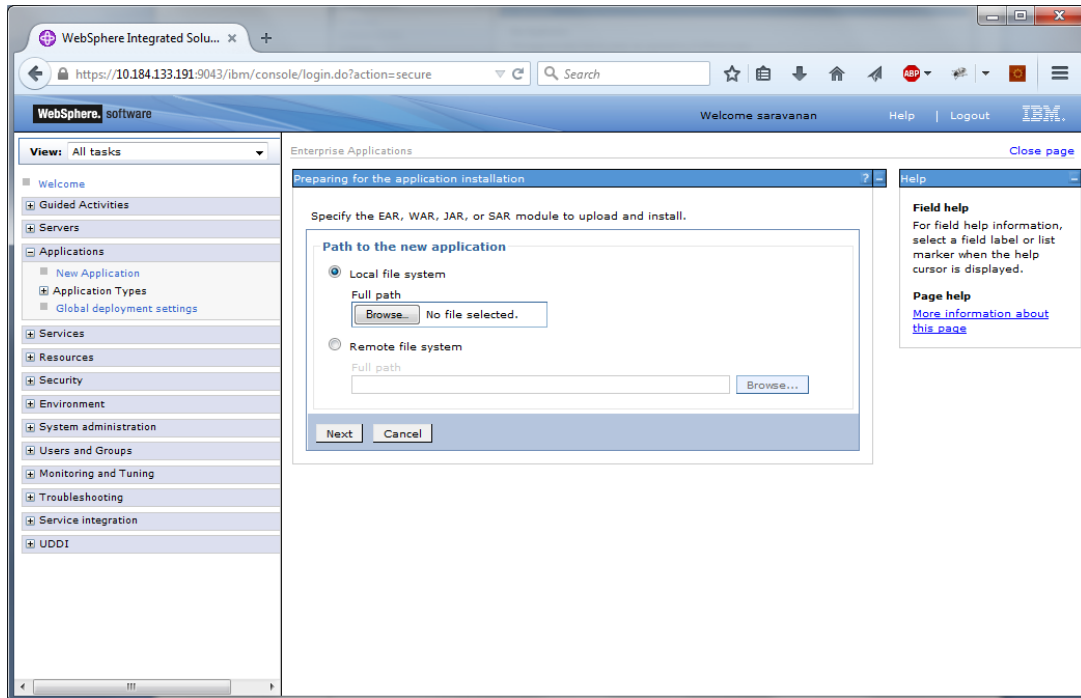 WebSphere Integrated Solu...
https://10.184.133.191:9043/ibm/console/login.do?action=secure
Search
ABP
WebSphere. software
Welcome saravanan
Help | Logout
IBM.
View: All tasks
Welcome
Guided Activities
Servers
Applications
New Application
Application Types
Global deployment settings
Services
Resources
Security
Environment
System administration
Users and Groups
Monitoring and Tuning
Troubleshooting
Service integration
UDDI
Enterprise Applications
Close page
Preparing for the application installation
? -
Specify the EAR, WAR, JAR, or SAR module to upload and install.
Path to the new application
Local file system
Full path
Browse... No file selected.
Remote file system
Full path
Browse...
Next Cancel
Help
Field help
For field help information,
select a field label or list
marker when the help
cursor is displayed.
Page help
More information about
this page